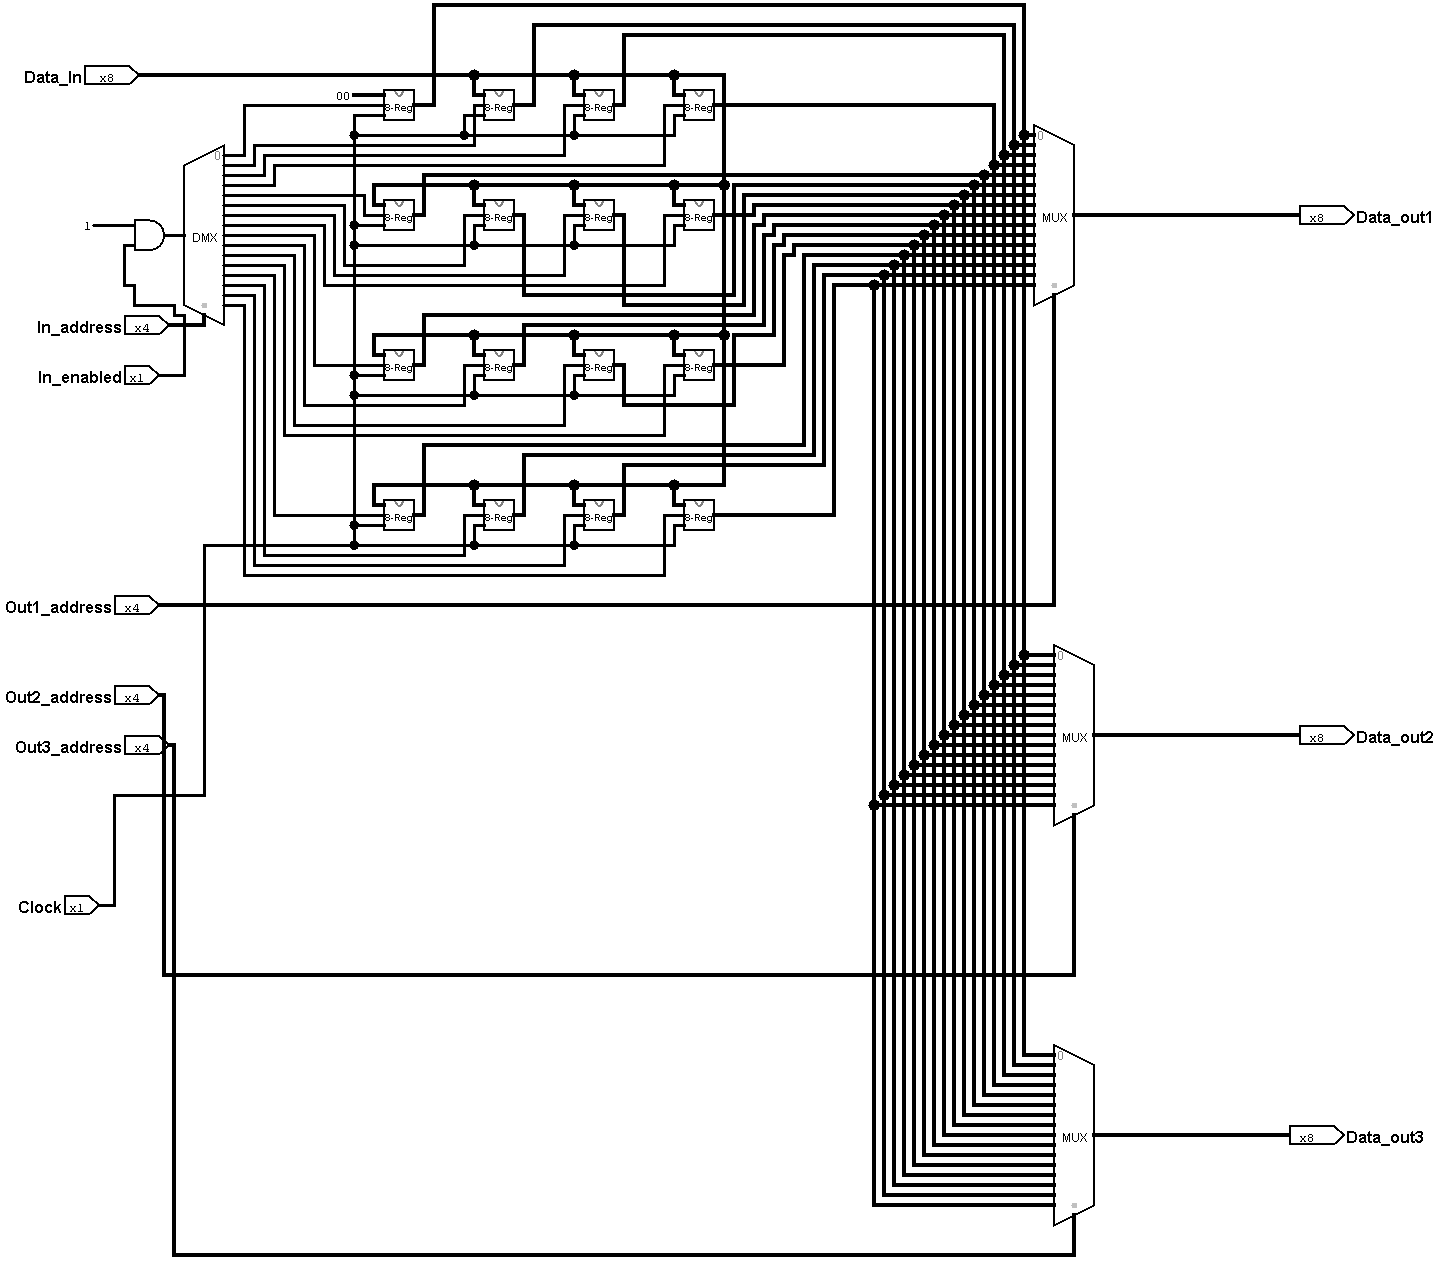 Data_In x8
00
8-Reg 8-Reg 8-Reg 8-Reg
0
0
1
DMX
8-Reg 8-Reg 8-Reg 8-Reg
MUX
x8 Data_out1
In_address x4
In_enabled x1
8-Reg 8-Reg 8-Reg 8-Reg
8-Reg 8-Reg 8-Reg 8-Reg
Out1_address x4
0
Out2_address x4
Out3_address x4
MUX
x8 Data_out2
Clock x1
0
MUX
x8 Data_out3